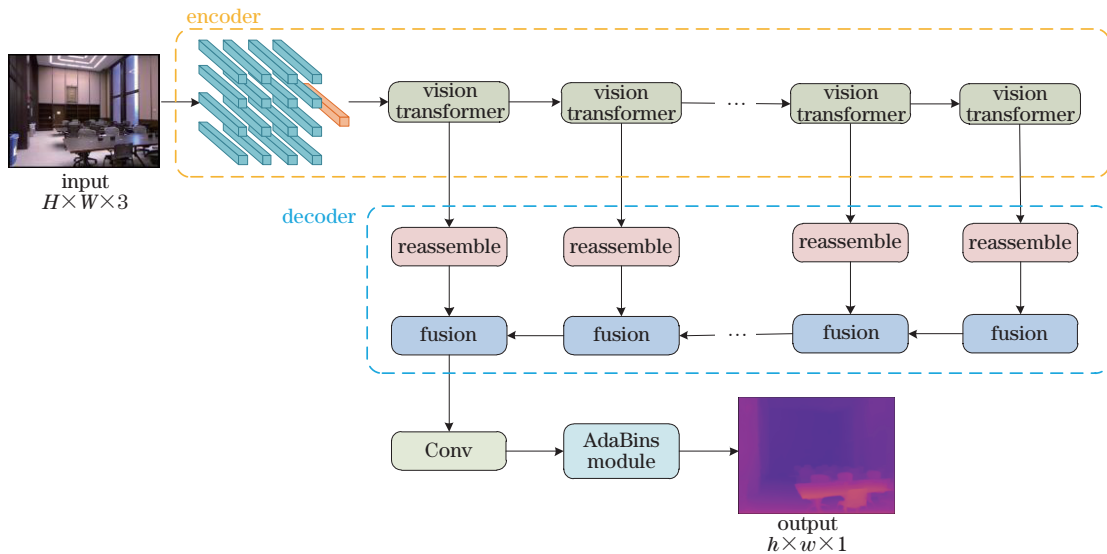 encoder
input
H×W×3
vision
transformer
vision
transformer
...
vision
transformer
vision
transformer
decoder
reassemble
reassemble
reassemble
reassemble
fusion
fusion
...
fusion
fusion
Conv
AdaBins
module
output
h×w×1